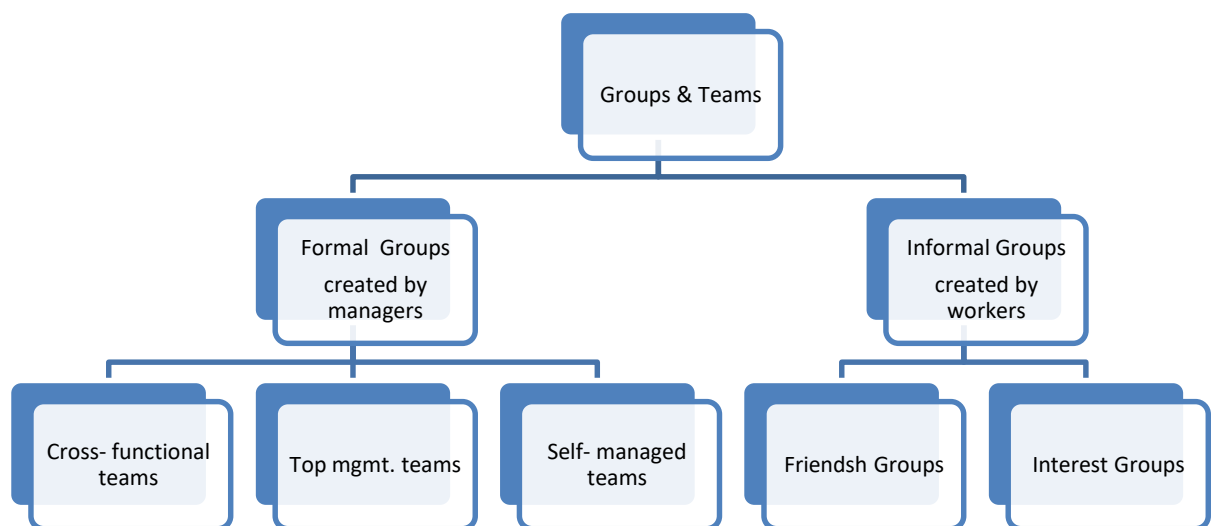 Groups & Teams
Formal  Groups
created by
managers
Informal Groups
created by
workers
Cross- functional
teams
Top mgmt. teams
Self- managed
teams
Friendsh Groups
Interest Groups